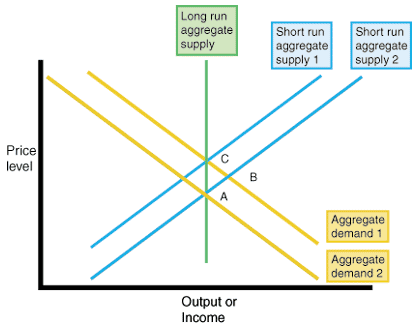 Long run
aggregate
supply
Short run
aggregate
supply 1
Short run
aggregate
supply 2
Price
level
C
B
A
Aggregate
demand 1
Aggregate
demand 2
Output or
Income